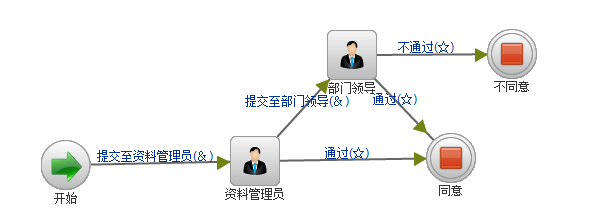 不通过(☆)
部门领导
不同意
提交至部门领导(&)
通过(☆)
提交至资料管理员(&)
通过(☆)
开始
资料管理员
同意